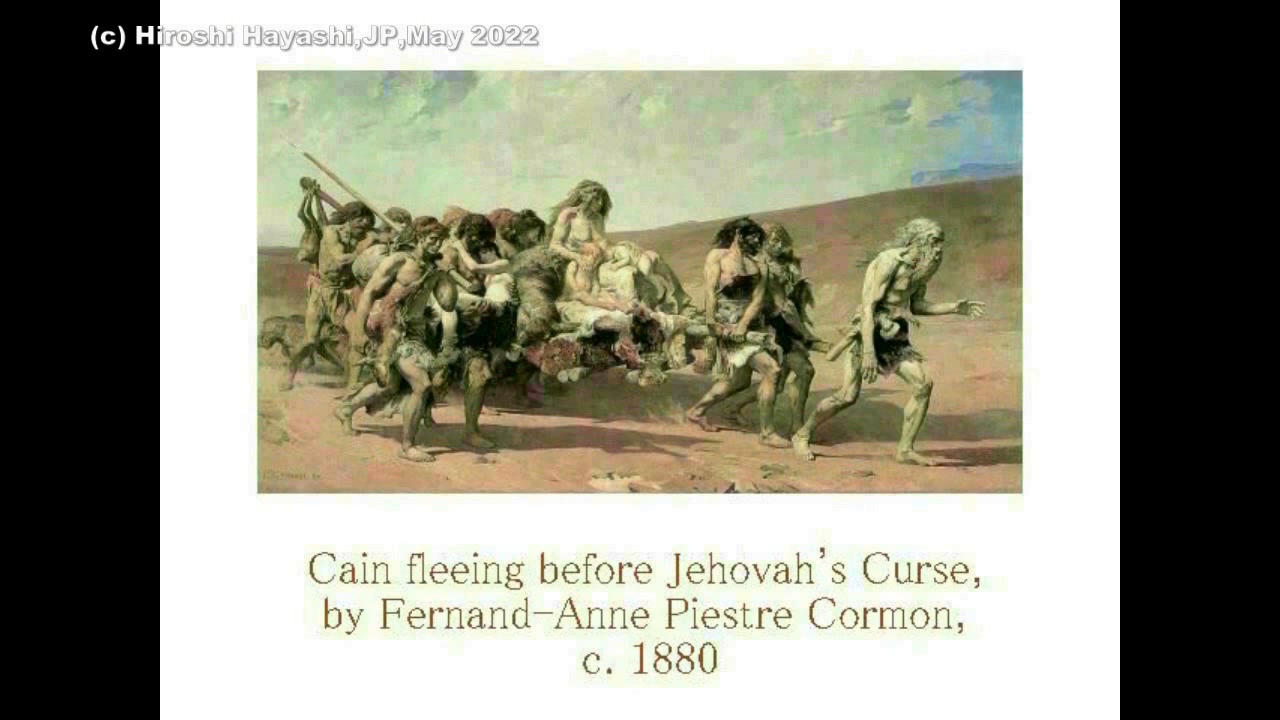 (c) Hiroshi Hayashi,JP,May 2022
Cain fleeing before Jehovah's Curse,
by Fernand-Anne Piestre Cormon,
c. 1880